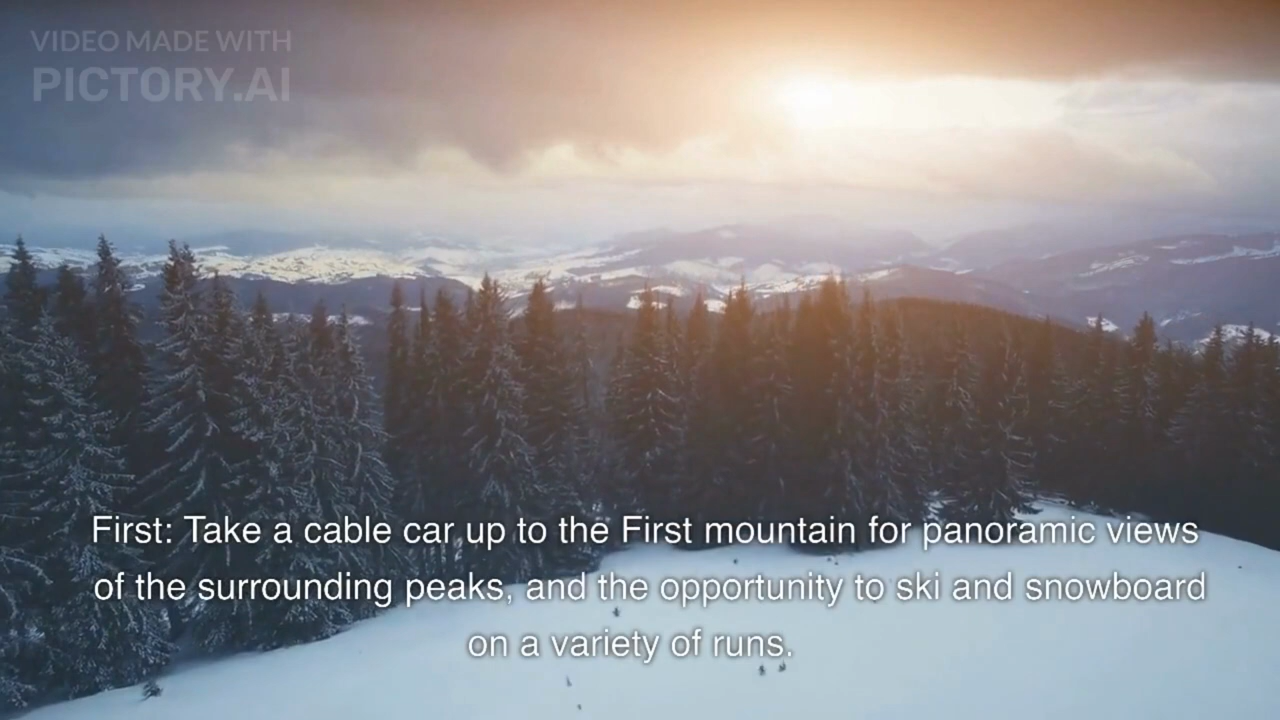 VIDEO MADE WITH
PICTORY.AI
First: Take a cable car up to the First mountain for panoramic views
of the surrounding peaks, and the opportunity to ski and snowboard
on a variety of runs.